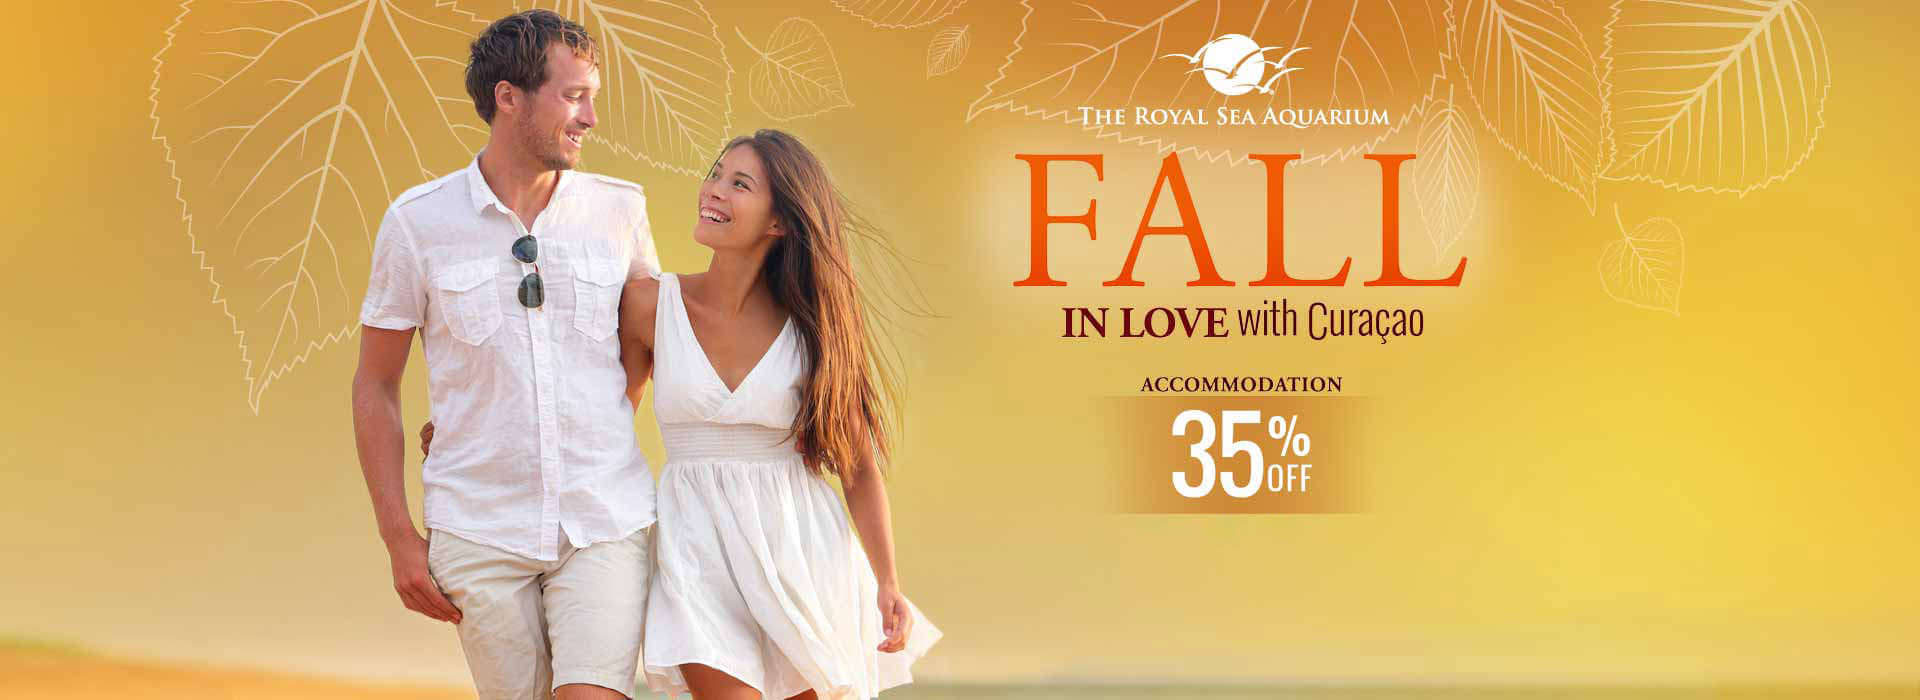 THE ROYAL SEA AQUARIUM
FALL
IN LOVE with Curaçao
ACCOMMODATION
35% OFF